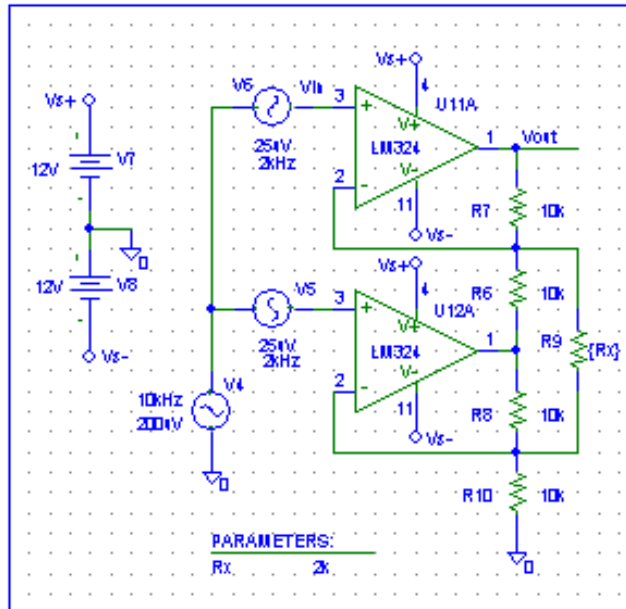 Vs+
V7
12V
0
V8
12V
Vs-
V6
Vin
25mV
2kHz
V5
25mV
2kHz
V4
10kHz
200mV
0
Vs+
4
U11A
3
+
V+
LM324
V-
2
-
11
Vs-
1
Vout
R7
10k
Vs+
4
U12A
3
+
V+
LM324
V-
2
-
11
Vs-
1
R6
10k
R9
{Rx}
R8
10k
R10
10k
0
PARAMETERS:
Rx 2k